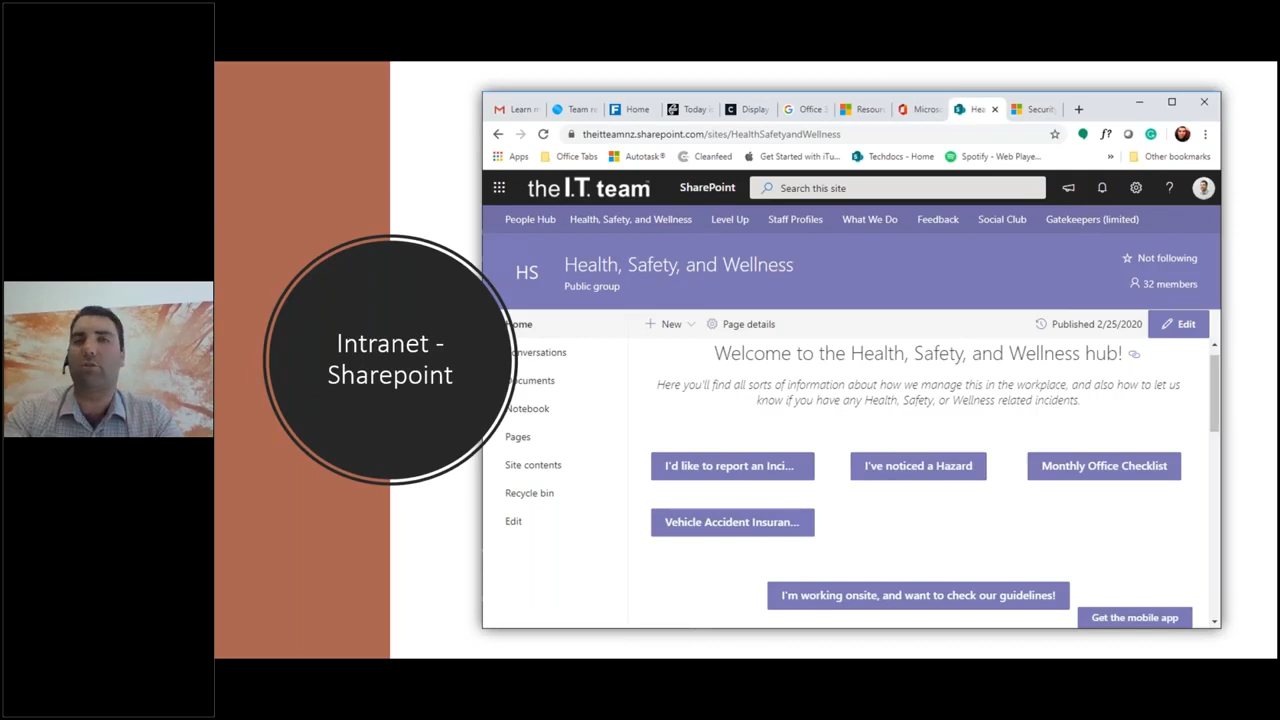 Intranet -
Sharepoint
Learn m
Team re
Home
Today i
Display
Office 3
Resour
Micros
Hea
Security
theitteamnz.sharepoint.com/sites/HealthSafetyandWellness
Apps
Office Tabs
Autotask®
Cleanfeed
Get Started with iTu...
Techdocs - Home
Spotify - Web Playe...
Other bookmarks
the I.T. team
SharePoint
Search this site
People Hub
Health, Safety, and Wellness
Level Up
Staff Profiles
What We Do
Feedback
Social Club
Gatekeepers (limited)
HS
Health, Safety, and Wellness
Public group
Not following
32 members
Home
Conversations
Documents
Notebook
Pages
Site contents
Recycle bin
Edit
New
Page details
Published 2/25/2020
Edit
Welcome to the Health, Safety, and Wellness hub!
Here you'll find all sorts of information about how we manage this in the workplace, and also how to let us
know if you have any Health, Safety, or Wellness related incidents.
I'd like to report an Inci...
I've noticed a Hazard
Monthly Office Checklist
Vehicle Accident Insuran...
I'm working onsite, and want to check our guidelines!
Get the mobile app